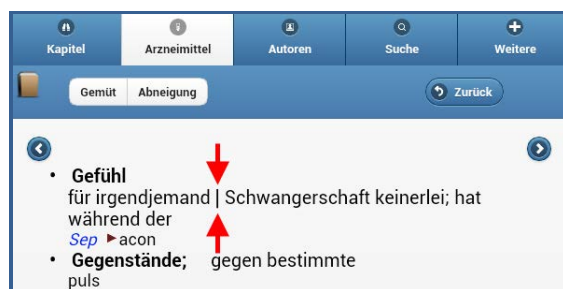 Kapitel Arzneimittel Autoren Suche Weitere
Gemüt Abneigung Zurück
• Gefühl
für irgendjemand | Schwangerschaft keinerlei; hat
während der
Sep ►acon
• Gegenstände; gegen bestimmte
puls